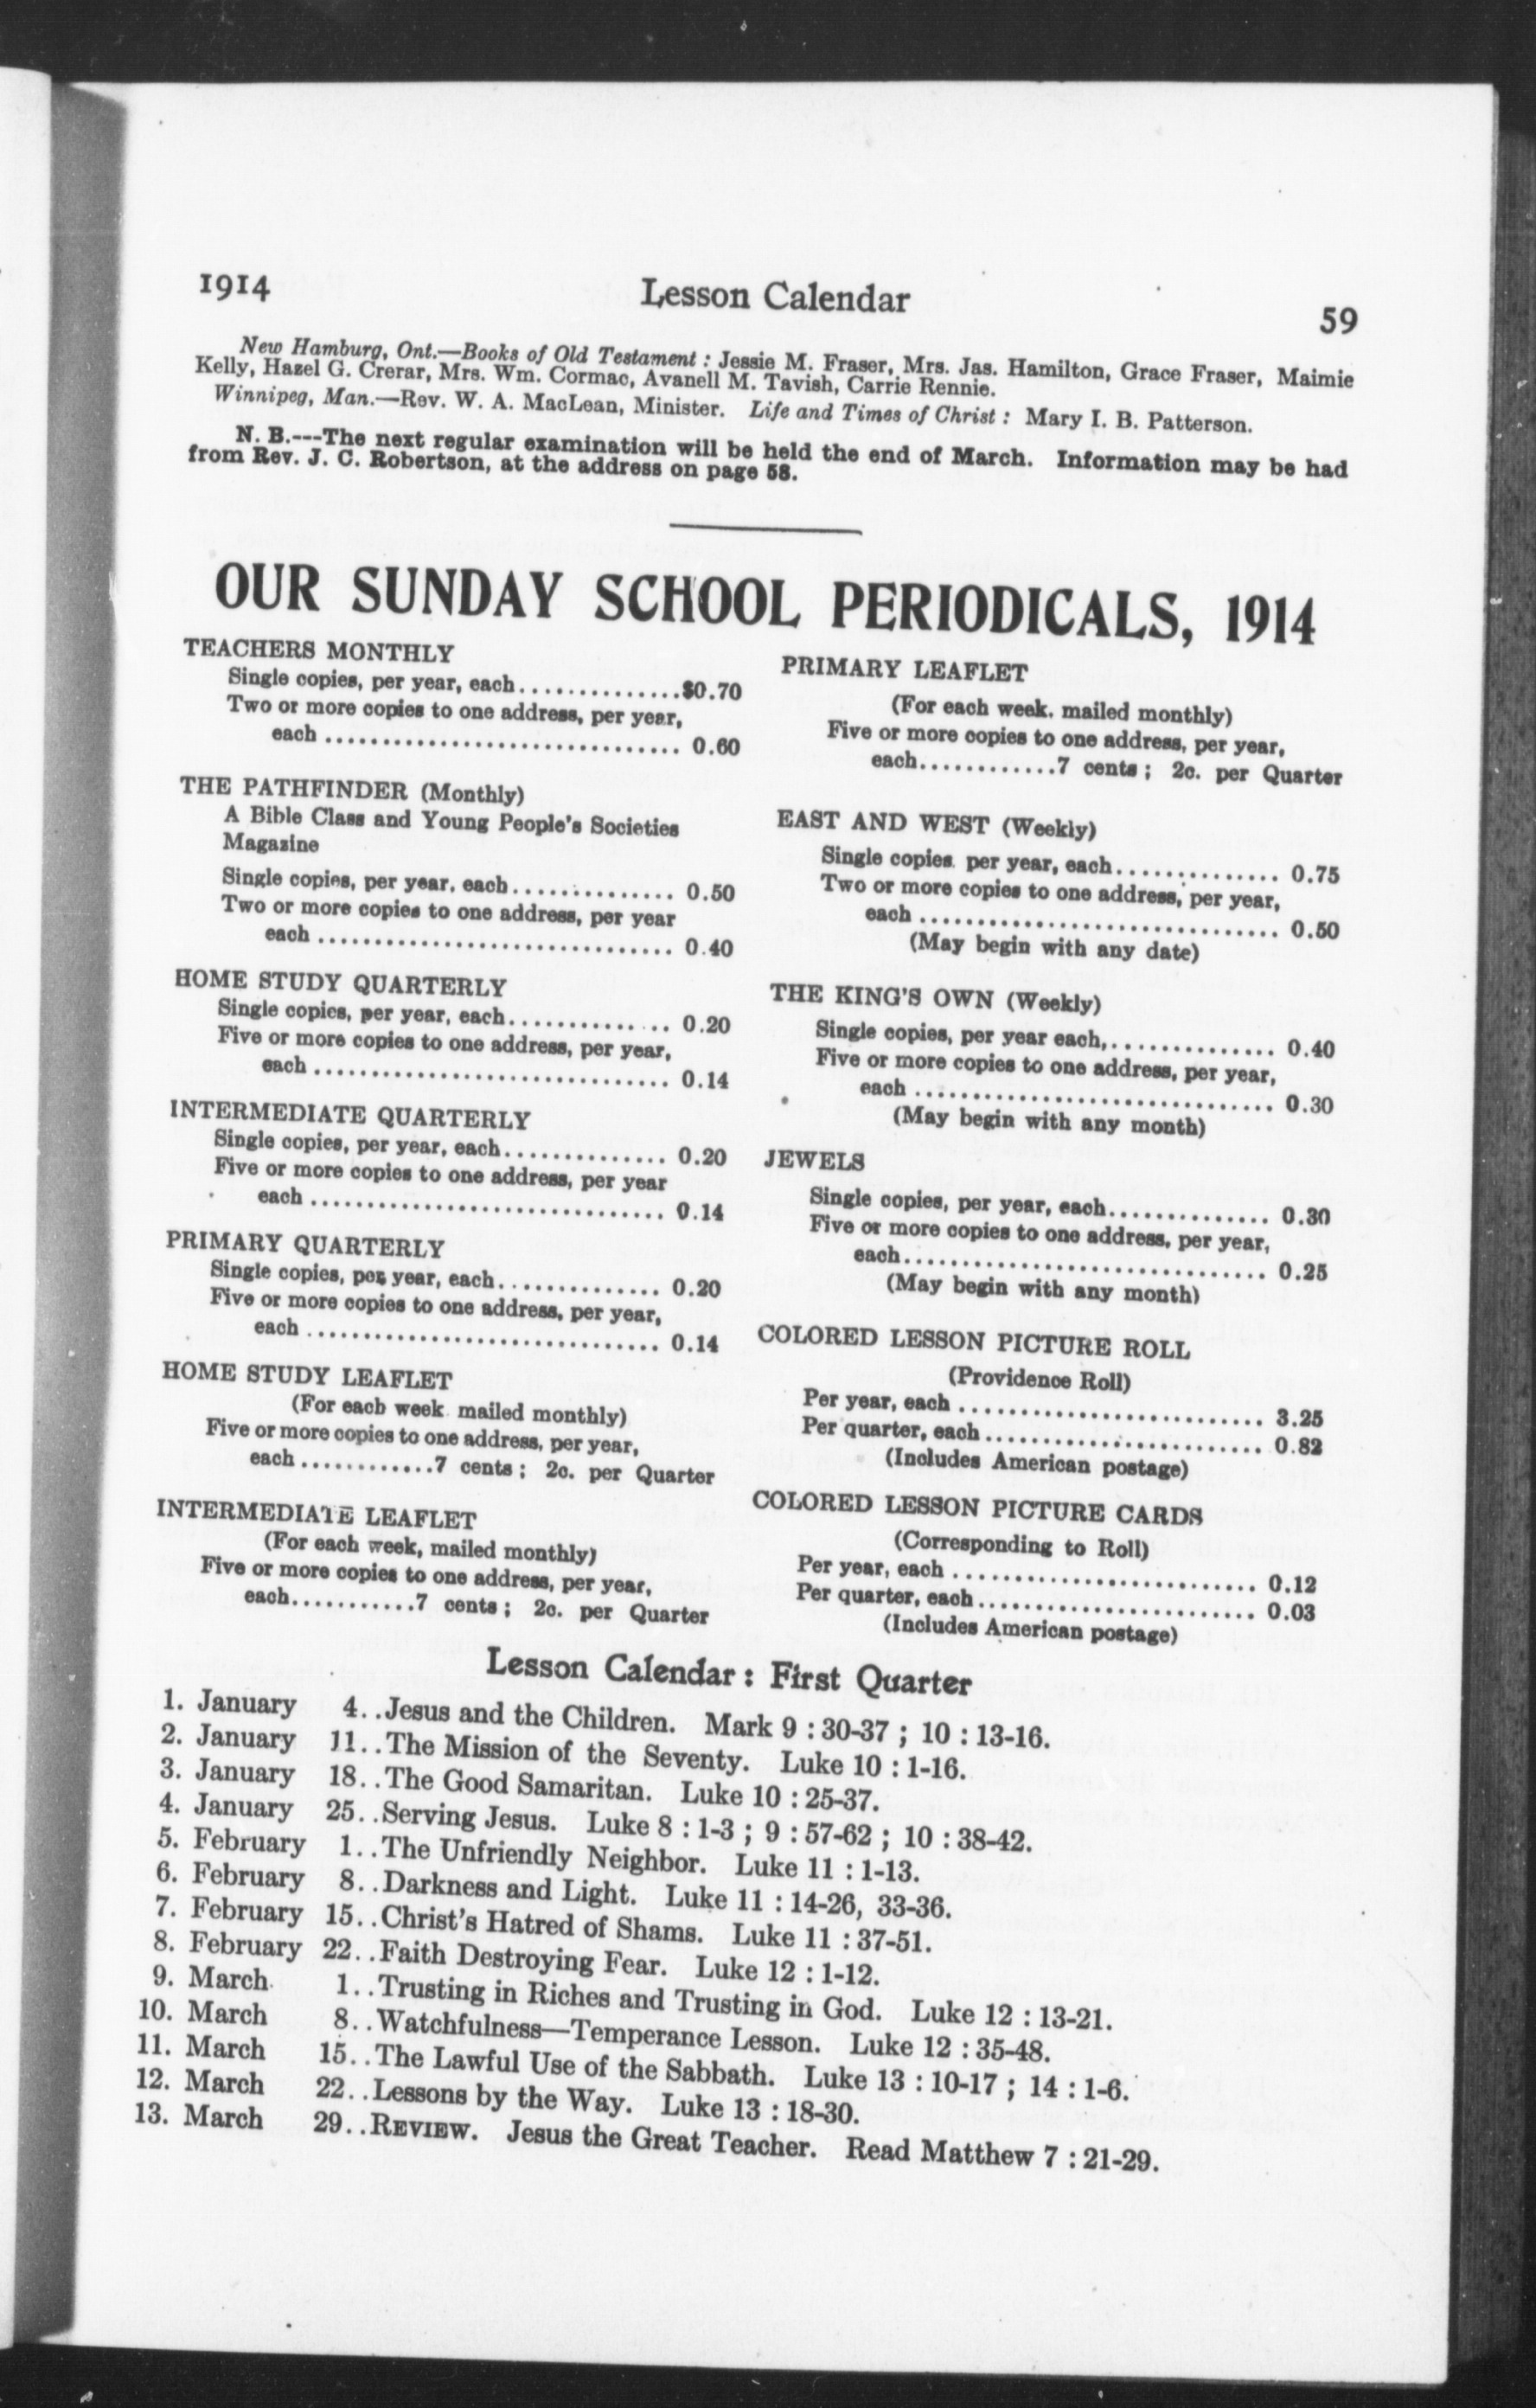 1914
Lesson Calendar
59
New Hamburg, Ont.—Books of Old Testament : Jessie M. Fraser, Mrs. Jas. Hamilton, Grace Fraser, Maimie
Kelly, Hazel G. Crerar, Mrs. Wm. Cormac, Avanell M. Tavish, Carrie Rennie.
Winnipeg, Man.—Rev. W. A. MacLean, Minister. Life and Times of Christ : Mary I. B. Patterson.
N. B.---The next regular examination will be held the end of March. Information may be had
from Rev. J. C. Robertson, at the address on page 58.
OUR SUNDAY SCHOOL PERIODICALS, 1914
TEACHERS MONTHLY
Single copies, per year, each...............$0.70
Two or more copies to one address, per year,
each ............................... 0.60
THE PATHFINDER (Monthly)
A Bible Class and Young People's Societies
Magazine
Single copies, per year, each.............. 0.50
Two or more copies to one address, per year
each ............................... 0.40
HOME STUDY QUARTERLY
Single copies, per year, each.............. 0.20
Five or more copies to one address, per year,
each ............................... 0.14
INTERMEDIATE QUARTERLY
Single copies, per year, each.............. 0.20
Five or more copies to one address, per year
each ............................... 0.14
PRIMARY QUARTERLY
Single copies, per year, each.............. 0.20
Five or more copies to one address, per year,
each ............................... 0.14
HOME STUDY LEAFLET
(For each week mailed monthly)
Five or more copies to one address, per year,
each ............7 cents ; 2c. per Quarter
INTERMEDIATE LEAFLET
(For each week, mailed monthly)
Five or more copies to one address, per year,
each...........7 cents ; 2c. per Quarter
PRIMARY LEAFLET
(For each week. mailed monthly)
Five or more copies to one address, per year,
each............7 cents ; 2c. per Quarter
EAST AND WEST (Weekly)
Single copies per year, each.............. 0.75
Two or more copies to one address, per year,
each ............................... 0.50
(May begin with any date)
THE KING'S OWN (Weekly)
Single copies, per year each,.............. 0.40
Five or more copies to one address, per year,
each ............................... 0.30
(May begin with any month)
JEWELS
Single copies, per year, each.............. 0.30
Five or more copies to one address, per year,
each................................ 0.25
(May begin with any month)
COLORED LESSON PICTURE ROLL
(Providence Roll)
Per year, each ........................... 3.25
Per quarter, each......................... 0.82
(Includes American postage)
COLORED LESSON PICTURE CARDS
(Corresponding to Roll)
Per year, each ........................... 0.12
Per quarter, each......................... 0.03
(Includes American postage)
Lesson Calendar : First Quarter
1. January 4..Jesus and the Children. Mark 9 : 30-37 ; 10 : 13-16.
2. January 11..The Mission of the Seventy. Luke 10 : 1-16.
3. January 18..The Good Samaritan. Luke 10 : 25-37.
4. January 25..Serving Jesus. Luke 8 : 1-3 ; 9 : 57-62 ; 10 : 38-42.
5. February 1..The Unfriendly Neighbor. Luke 11 : 1-13.
6. February 8..Darkness and Light. Luke 11 : 14-26, 33-36.
7. February 15..Christ's Hatred of Shams. Luke 11 : 37-51.
8. February 22..Faith Destroying Fear. Luke 12 : 1-12.
9. March 1..Trusting in Riches and Trusting in God. Luke 12 : 13-21.
10. March 8..Watchfulness—Temperance Lesson. Luke 12 : 35-48.
11. March 15..The Lawful Use of the Sabbath. Luke 13 : 10-17 ; 14 : 1-6.
12. March 22..Lessons by the Way. Luke 13 : 18-30.
13. March 29..REVIEW. Jesus the Great Teacher. Read Matthew 7 : 21-29.